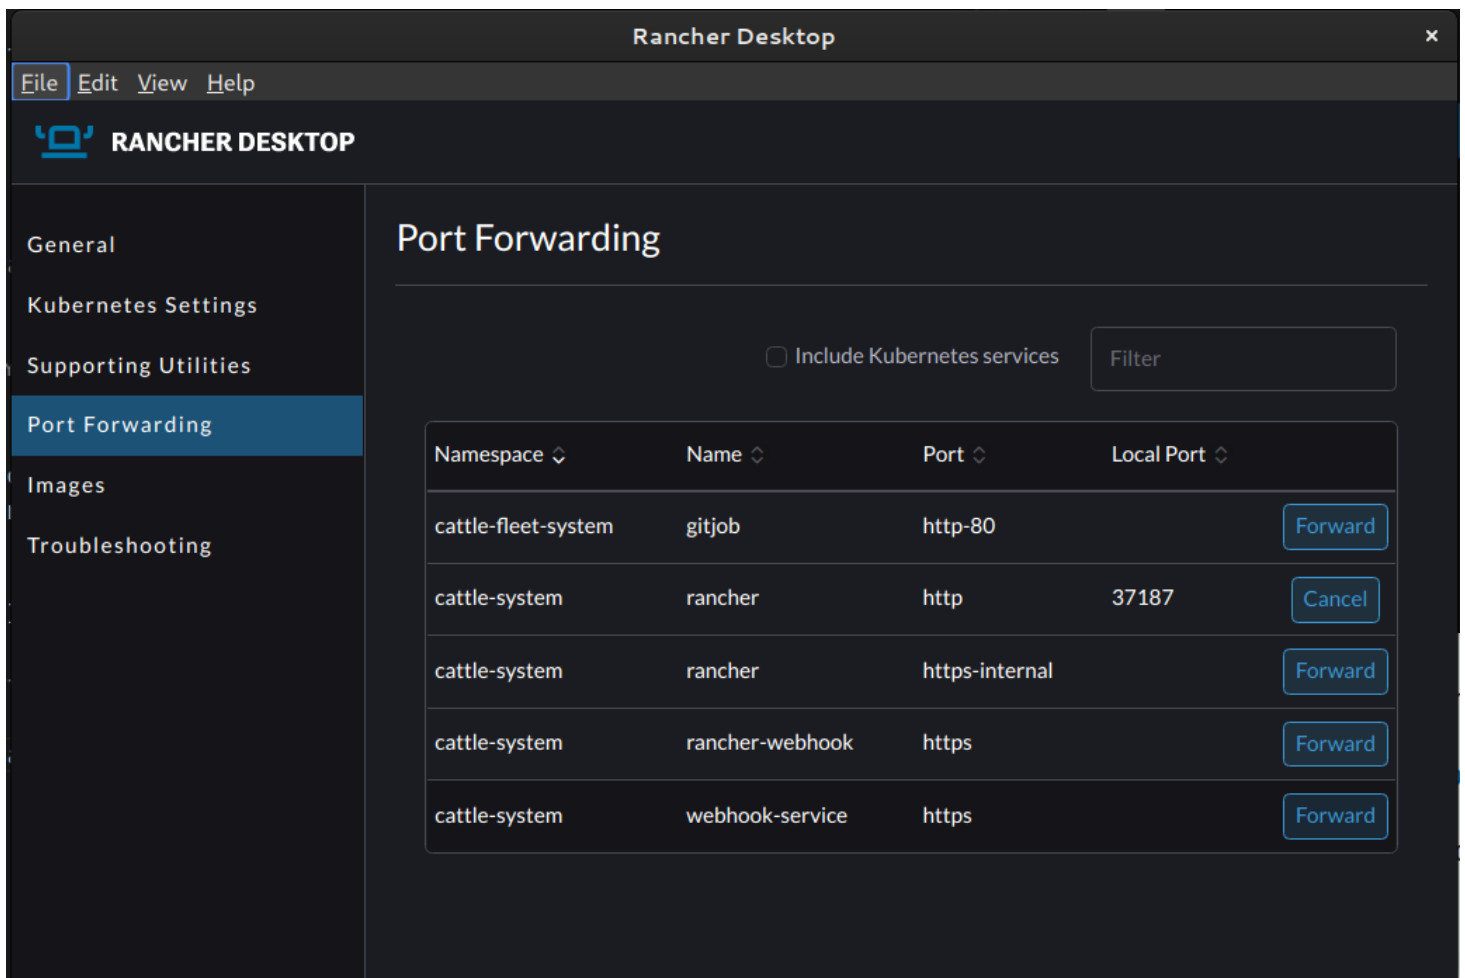 Rancher Desktop ×
File Edit View Help
RANCHER DESKTOP
General
Kubernetes Settings
Supporting Utilities
Port Forwarding
Images
Troubleshooting
Port Forwarding
Include Kubernetes services Filter
Namespace Name Port Local Port
cattle-fleet-system gitjob http-80 Forward
cattle-system rancher http 37187 Cancel
cattle-system rancher https-internal Forward
cattle-system rancher-webhook https Forward
cattle-system webhook-service https Forward